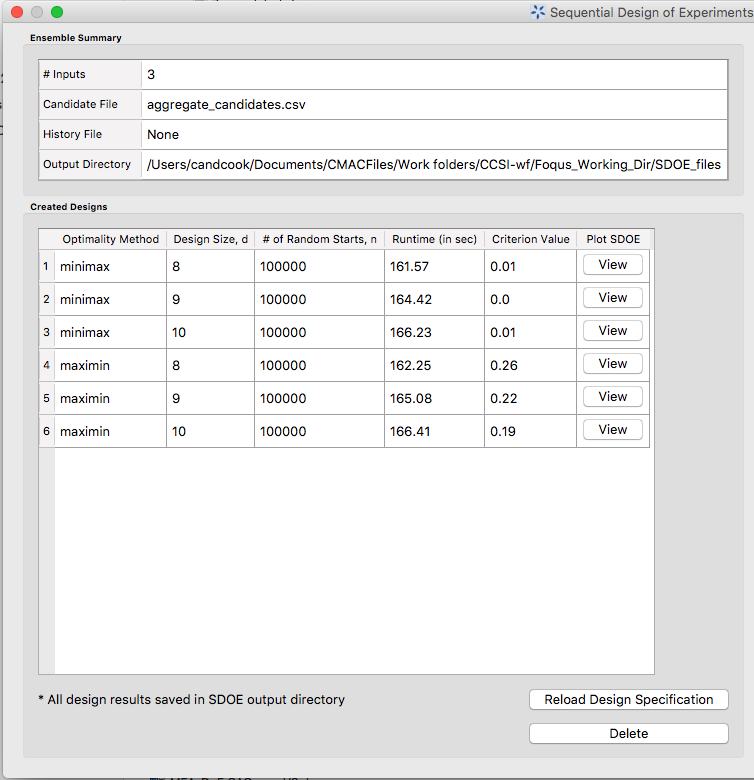 Sequential Design of Experiments
Ensemble Summary
# Inputs 3
Candidate File aggregate_candidates.csv
History File None
Output Directory /Users/candcook/Documents/CMACFiles/Work folders/CCSI-wf/Foqus_Working_Dir/SDOE_files
Created Designs
Optimality Method Design Size, d # of Random Starts, n Runtime (in sec) Criterion Value Plot SDOE
1 minimax 8 100000 161.57 0.01 View
2 minimax 9 100000 164.42 0.0 View
3 minimax 10 100000 166.23 0.01 View
4 maximin 8 100000 162.25 0.26 View
5 maximin 9 100000 165.08 0.22 View
6 maximin 10 100000 166.41 0.19 View
* All design results saved in SDOE output directory
Reload Design Specification
Delete